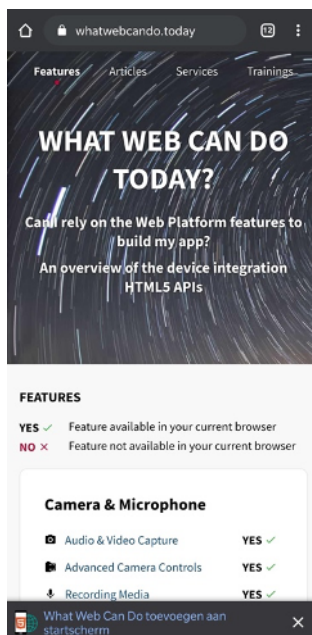 whatwebcando.today 12
Features Articles Services Trainings
WHAT WEB CAN DO
TODAY?
Can I rely on the Web Platform features to
build my app?
An overview of the device integration
HTML5 APIs
FEATURES
YES ✓ Feature available in your current browser
NO × Feature not available in your current browser
Camera & Microphone
Audio & Video Capture YES ✓
Advanced Camera Controls YES ✓
Recording Media YES ✓
What Web Can Do toevoegen aan
startscherm